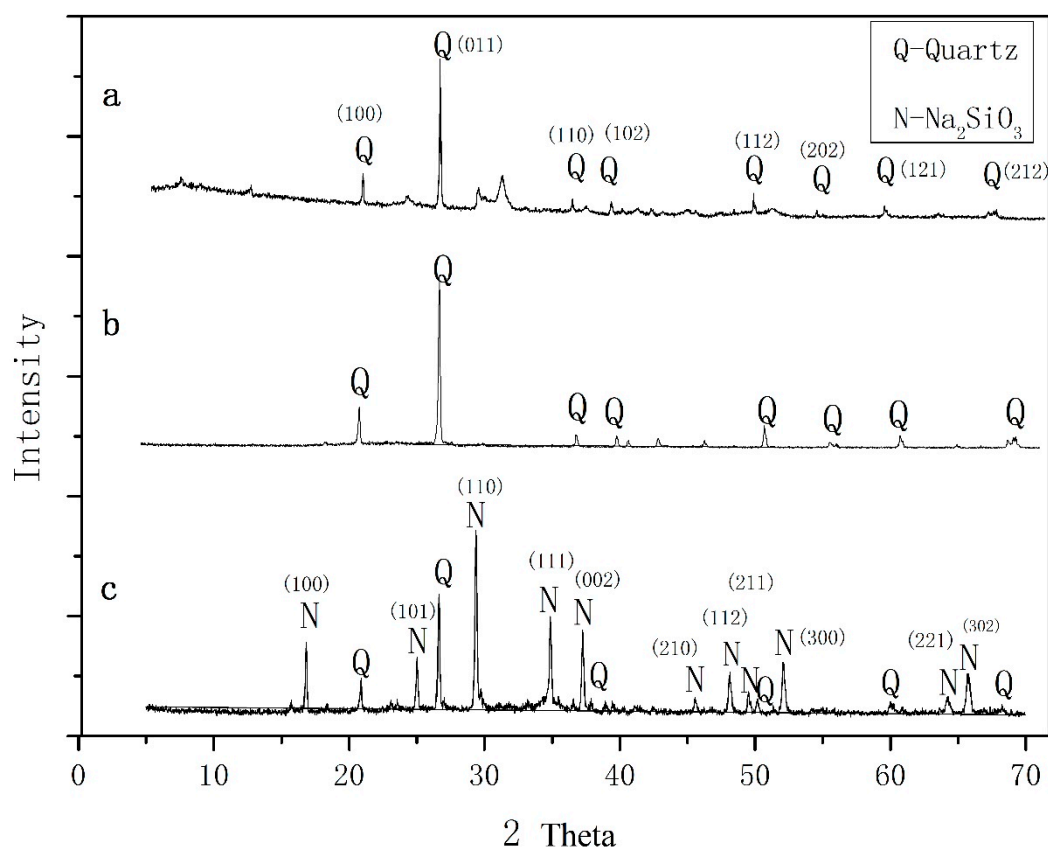 Q-Quartz
N-Na₂SiO₃
Intensity
a
(100)
Q
Q (011)
(110)
Q
(102)
Q
(112)
Q
(202)
Q
Q (121)
Q (212)
b
Q
Q
Q
Q
Q
Q
Q
Q
c
(100)
N
Q
(101)
N
Q
(110)
N
(111)
N
(002)
N
Q
(210)
N
(112)
N
(211)
N
Q
N (300)
Q
(221)
N
(302)
N
Q
0 10 20 30 40 50 60 70
2 Theta